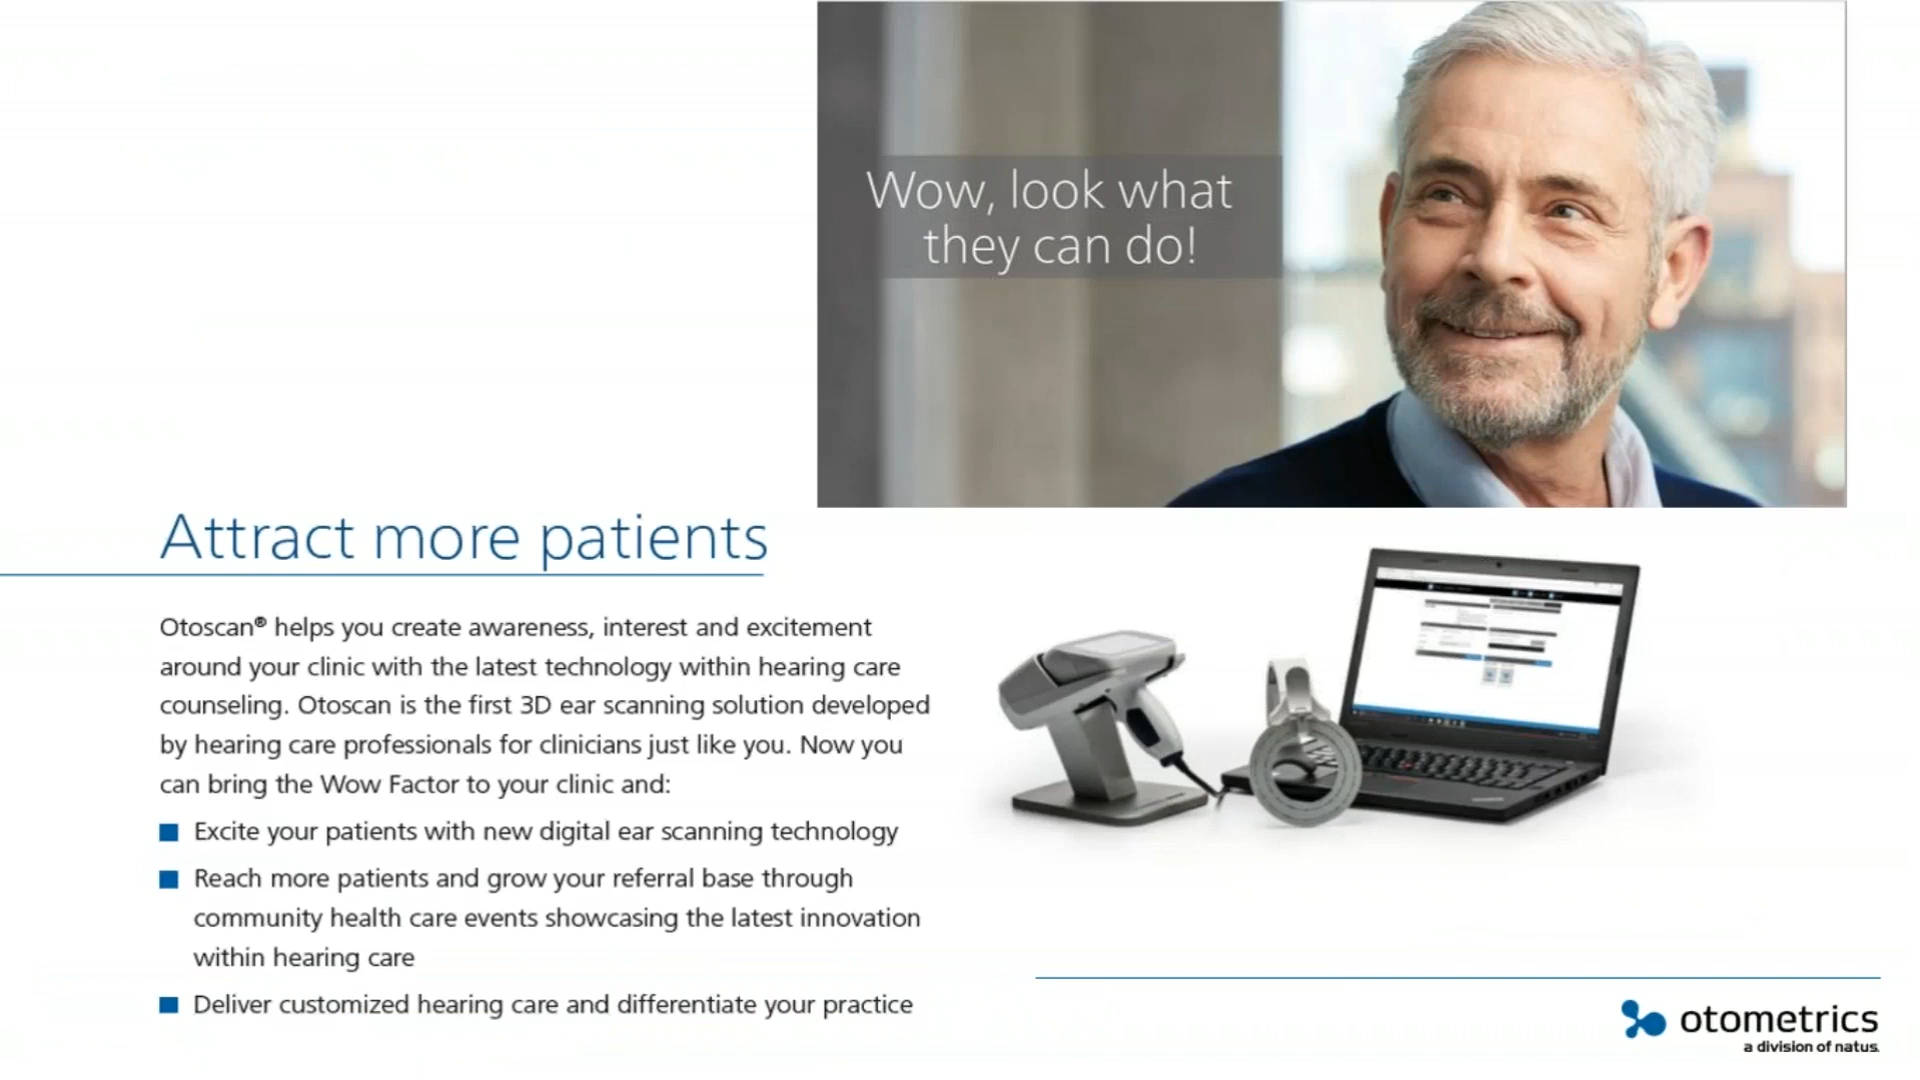 Wow, look what
they can do!
Attract more patients
Otoscan® helps you create awareness, interest and excitement
around your clinic with the latest technology within hearing care
counseling. Otoscan is the first 3D ear scanning solution developed
by hearing care professionals for clinicians just like you. Now you
can bring the Wow Factor to your clinic and:
Excite your patients with new digital ear scanning technology
Reach more patients and grow your referral base through
community health care events showcasing the latest innovation
within hearing care
Deliver customized hearing care and differentiate your practice
otometrics
a division of natus.